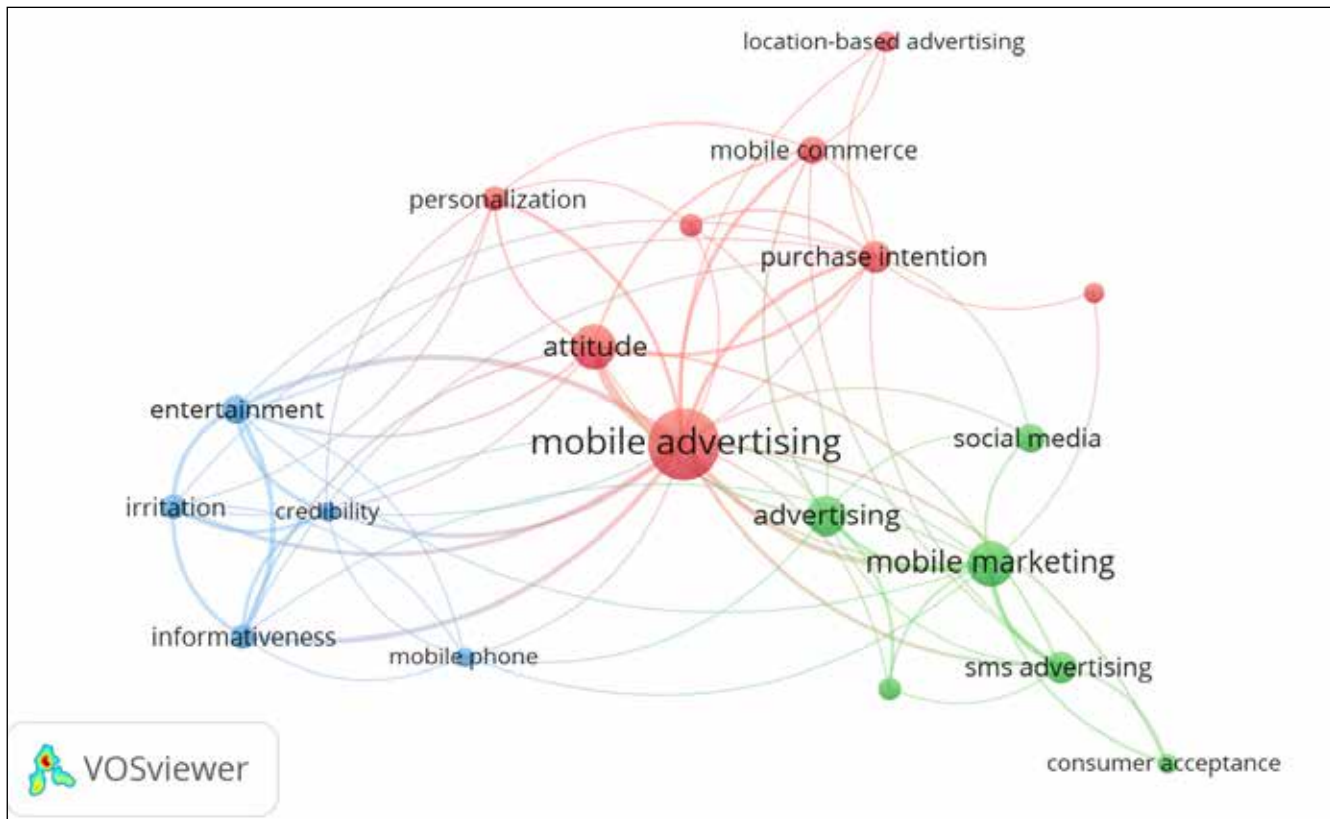 location-based advertising
mobile commerce
personalization
purchase intention
attitude
entertainment
mobile advertising
social media
irritation
credibility
advertising
mobile marketing
informativeness
mobile phone
sms advertising
consumer acceptance
VOSviewer